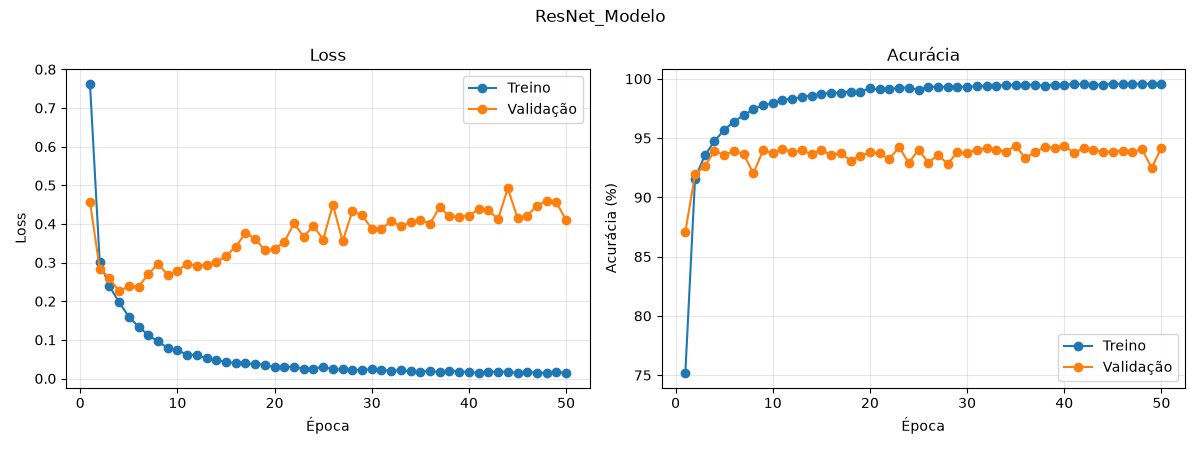 ResNet_Modelo
Loss
Loss
0.8
0.7
0.6
0.5
0.4
0.3
0.2
0.1
0.0
0 10 20 30 40 50
Época
Treino
Validação
Acurácia
Acurácia (%)
100
95
90
85
80
75
0 10 20 30 40 50
Época
Treino
Validação